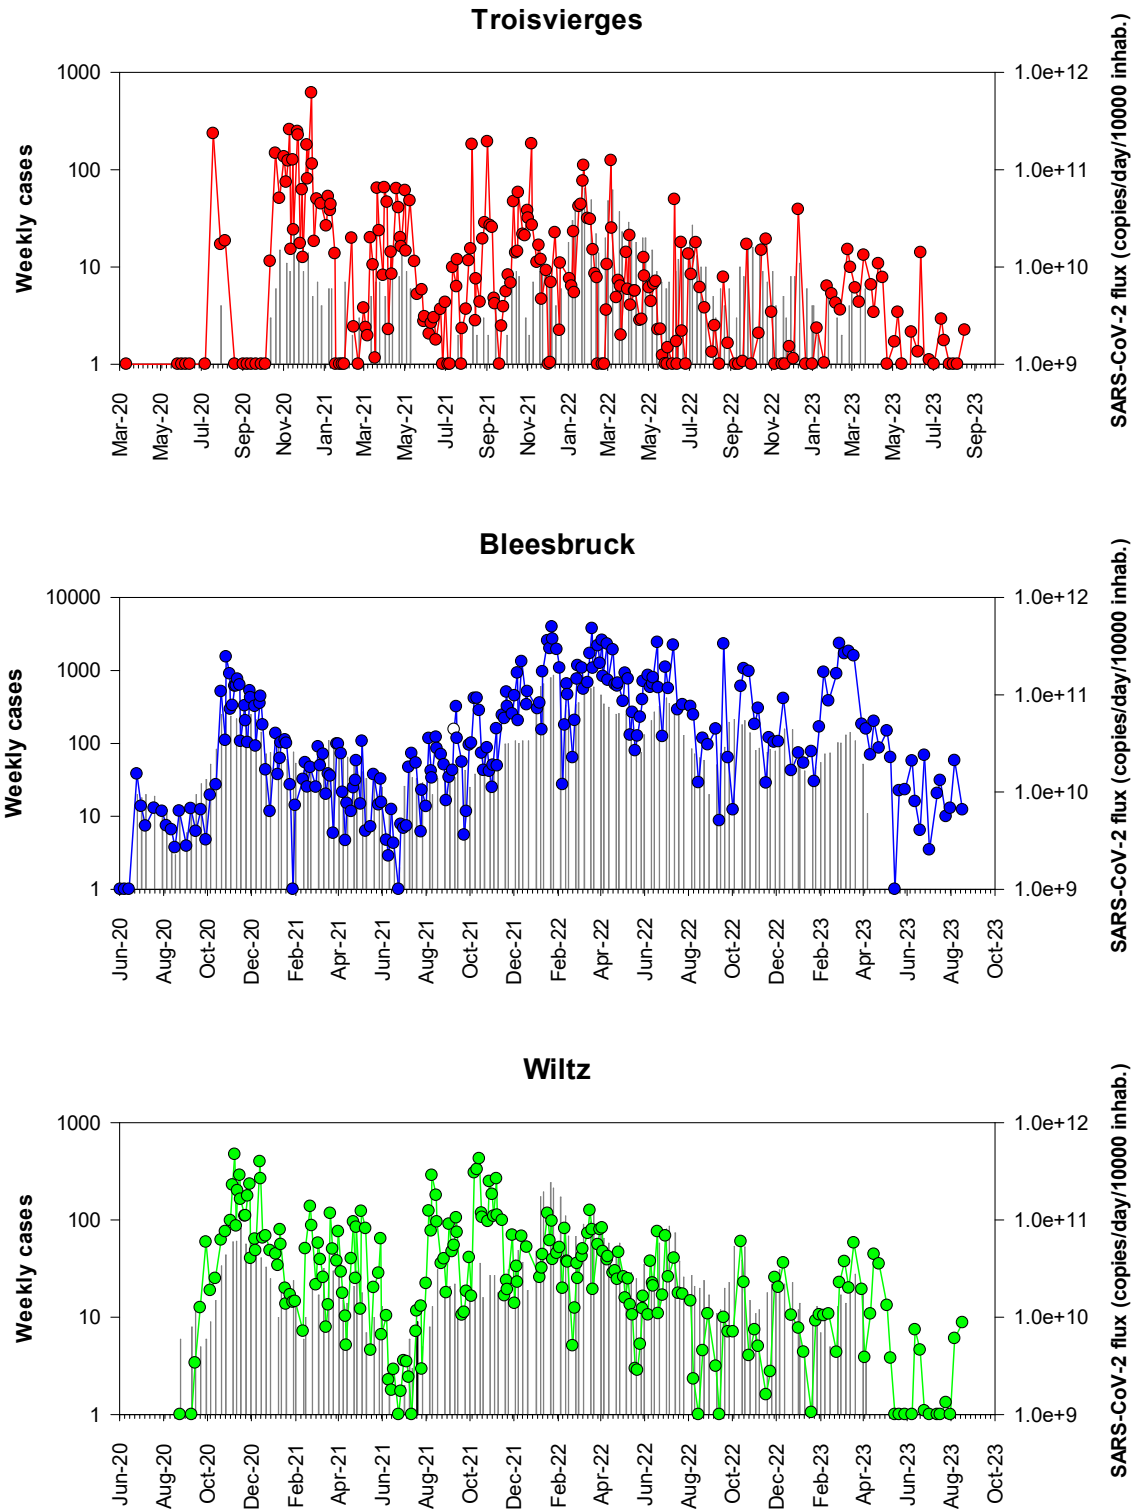 Troisvierges
Weekly cases
1000
100
10
1
1.0e+12
1.0e+11
1.0e+10
1.0e+9
SARS-CoV-2 flux (copies/day/10000 inhab.)
Mar-20
May-20
Jul-20
Sep-20
Nov-20
Jan-21
Mar-21
May-21
Jul-21
Sep-21
Nov-21
Jan-22
Mar-22
May-22
Jul-22
Sep-22
Nov-22
Jan-23
Mar-23
May-23
Jul-23
Sep-23
Bleesbruck
Weekly cases
10000
1000
100
10
1
1.0e+12
1.0e+11
1.0e+10
1.0e+9
SARS-CoV-2 flux (copies/day/10000 inhab.)
Jun-20
Aug-20
Oct-20
Dec-20
Feb-21
Apr-21
Jun-21
Aug-21
Oct-21
Dec-21
Feb-22
Apr-22
Jun-22
Aug-22
Oct-22
Dec-22
Feb-23
Apr-23
Jun-23
Aug-23
Oct-23
Wiltz
Weekly cases
1000
100
10
1
1.0e+12
1.0e+11
1.0e+10
1.0e+9
SARS-CoV-2 flux (copies/day/10000 inhab.)
Jun-20
Aug-20
Oct-20
Dec-20
Feb-21
Apr-21
Jun-21
Aug-21
Oct-21
Dec-21
Feb-22
Apr-22
Jun-22
Aug-22
Oct-22
Dec-22
Feb-23
Apr-23
Jun-23
Aug-23
Oct-23